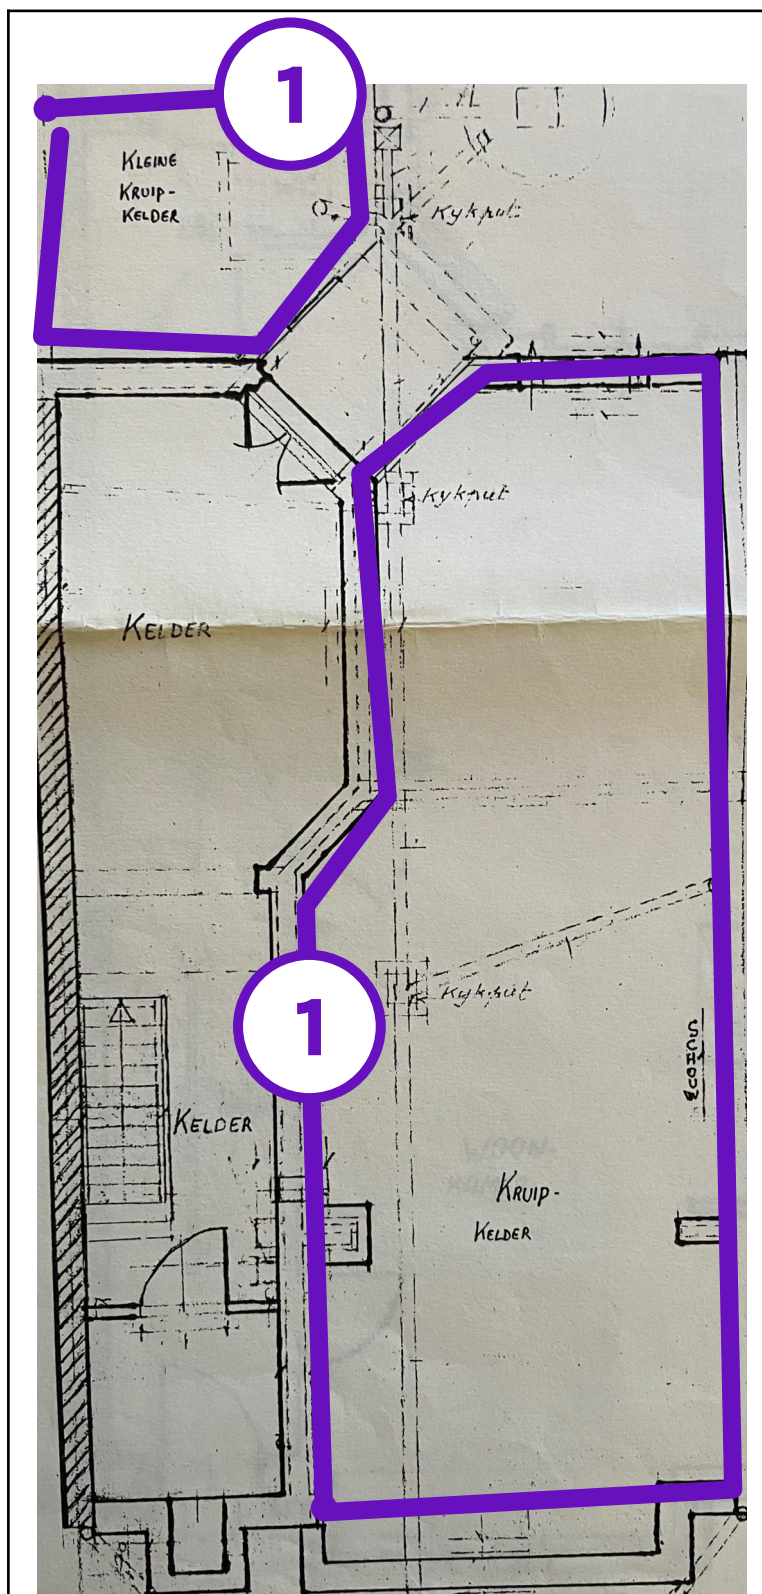 1
KLEINE
KRUIP-
KELDER
Kykput
Kykput
KELDER
Kykput
1
SCHOUW
KELDER
KRUIP-
KELDER